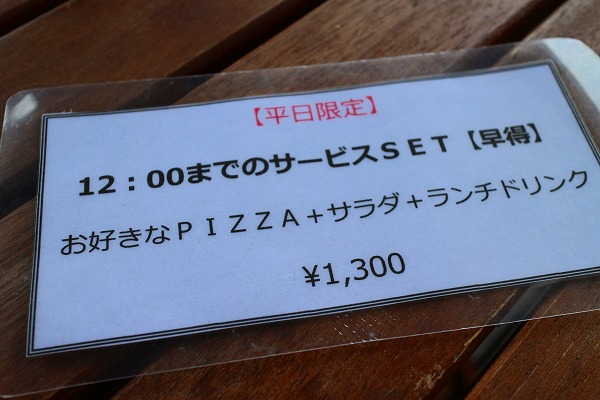 【平日限定】
12：00までのサービスＳＥＴ【早得】
お好きなＰＩＺＺＡ＋サラダ＋ランチドリンク
¥1,300